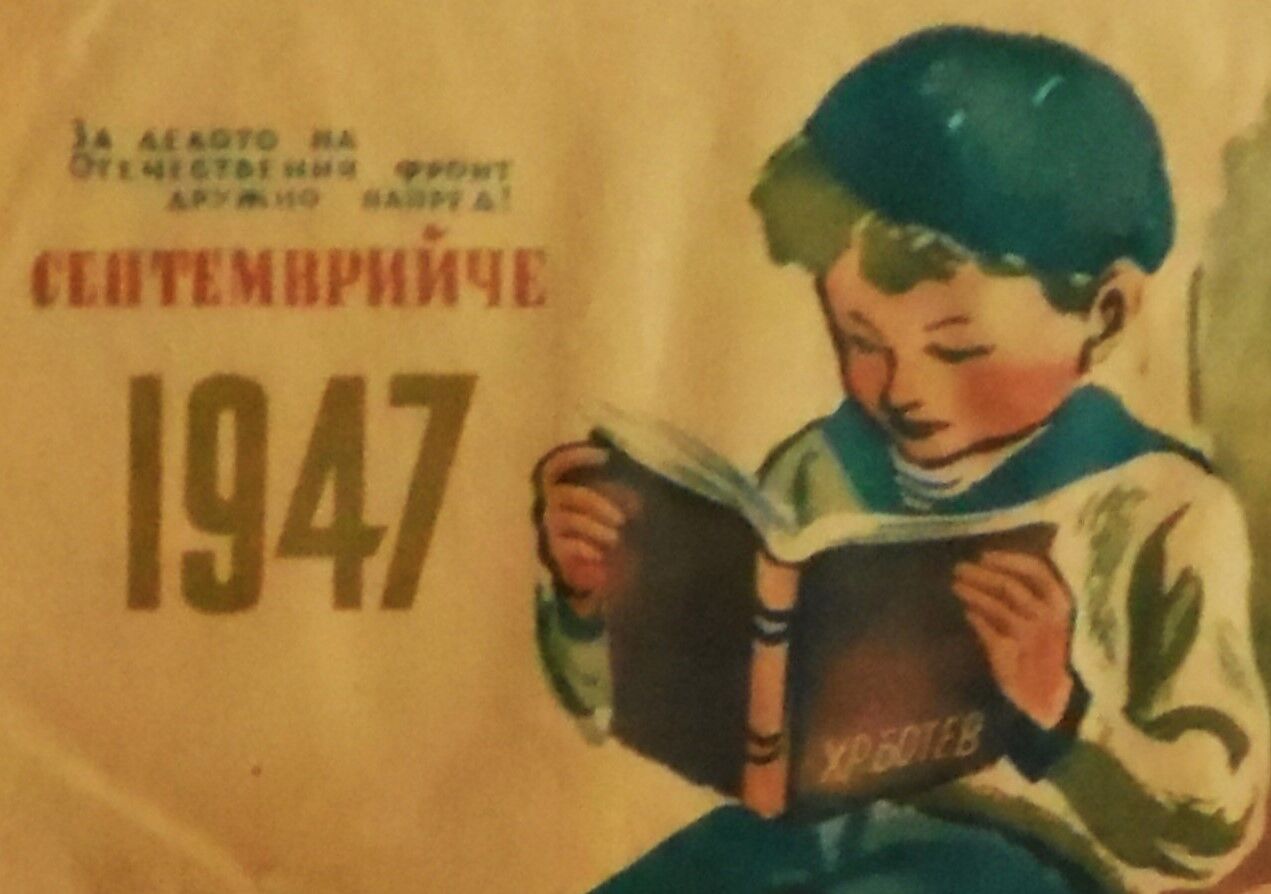 ЗА ДЕЛОТО НА
ОТЕЧЕСТВЕНИЯ ФРОНТ
ДРУЖНО НАПРЕД!
СЕПТЕМВРИЙЧЕ
1947
ХР.БОТЕВ